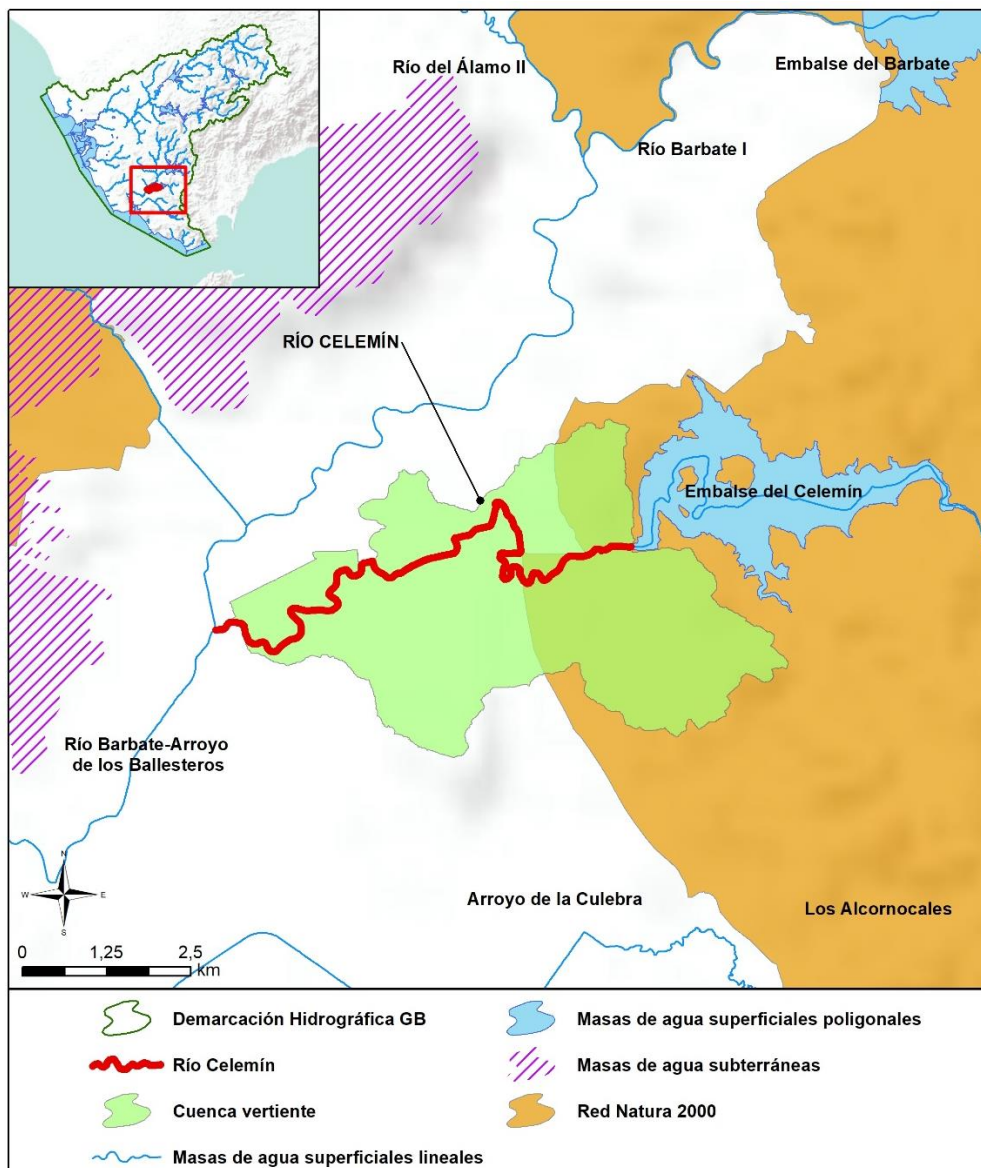 Río del Álamo II
Embalse del Barbate
Río Barbate I
RÍO CELEMÍN
Embalse del Celemín
Río Barbate-Arroyo
de los Ballesteros
N
W
E
S
Arroyo de la Culebra
Los Alcornocales
0 1,25 2,5
km
Demarcación Hidrográfica GB
Río Celemín
Cuenca vertiente
Masas de agua superficiales lineales
Masas de agua superficiales poligonales
Masas de agua subterráneas
Red Natura 2000